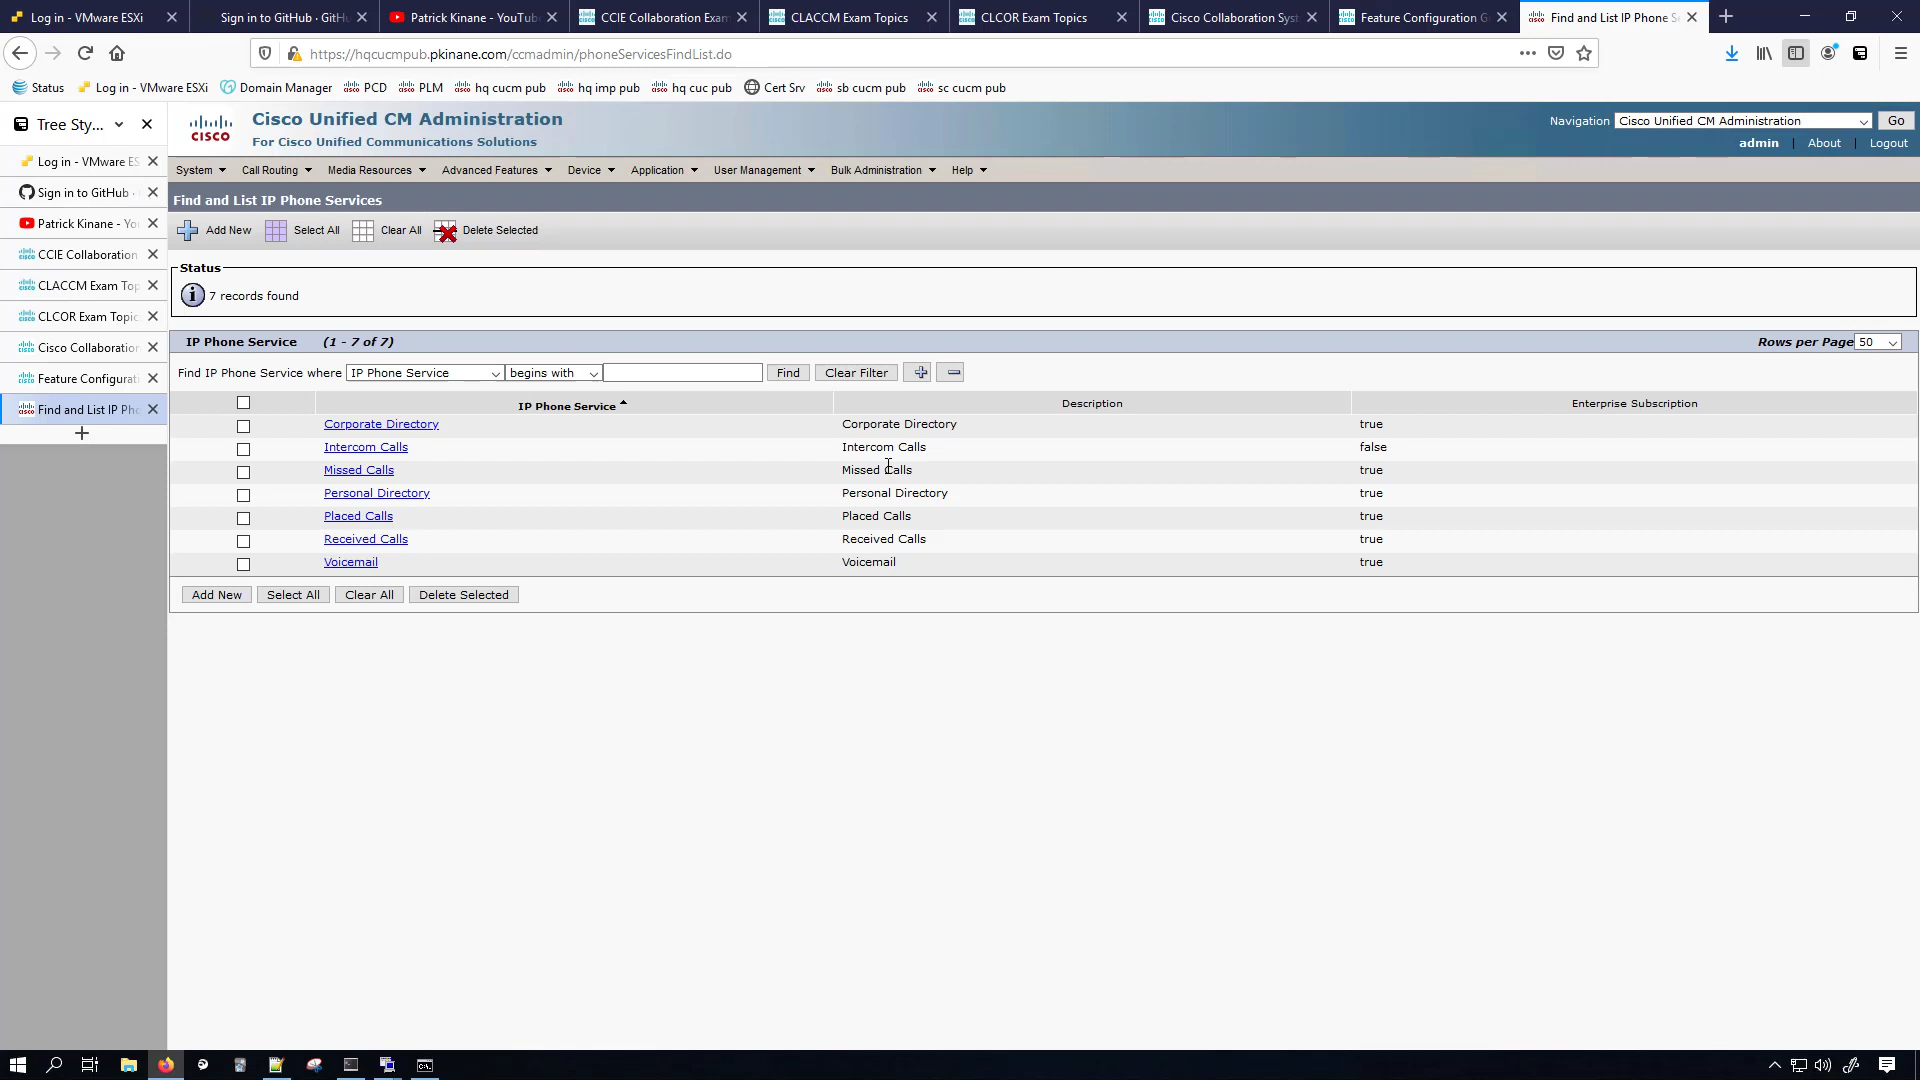 Log in - VMware ESXi
Sign in to GitHub · GitHu
Patrick Kinane - YouTube
CCIE Collaboration Exam
CLACCM Exam Topics
CLCOR Exam Topics
Cisco Collaboration Syst
Feature Configuration G
Find and List IP Phone Se
https://hqcucmpub.pkinane.com/ccmadmin/phoneServicesFindList.do
Status
Log in - VMware ESXi
Domain Manager
PCD
PLM
hq cucm pub
hq imp pub
hq cuc pub
Cert Srv
sb cucm pub
sc cucm pub
Tree Sty...
Log in - VMware ES
Sign in to GitHub ·
Patrick Kinane - Yo
CCIE Collaboration
CLACCM Exam Top
CLCOR Exam Topic
Cisco Collaboration
Feature Configurat
Find and List IP Pho
CISCO
Cisco Unified CM Administration
For Cisco Unified Communications Solutions
Navigation Cisco Unified CM Administration Go
admin | About | Logout
System Call Routing Media Resources Advanced Features Device Application User Management Bulk Administration Help
Find and List IP Phone Services
Add New Select All Clear All Delete Selected
Status
7 records found
IP Phone Service (1 - 7 of 7) Rows per Page 50
Find IP Phone Service where IP Phone Service begins with Find Clear Filter
IP Phone Service Description Enterprise Subscription
Corporate Directory Corporate Directory true
Intercom Calls Intercom Calls false
Missed Calls Missed Calls true
Personal Directory Personal Directory true
Placed Calls Placed Calls true
Received Calls Received Calls true
Voicemail Voicemail true
Add New Select All Clear All Delete Selected